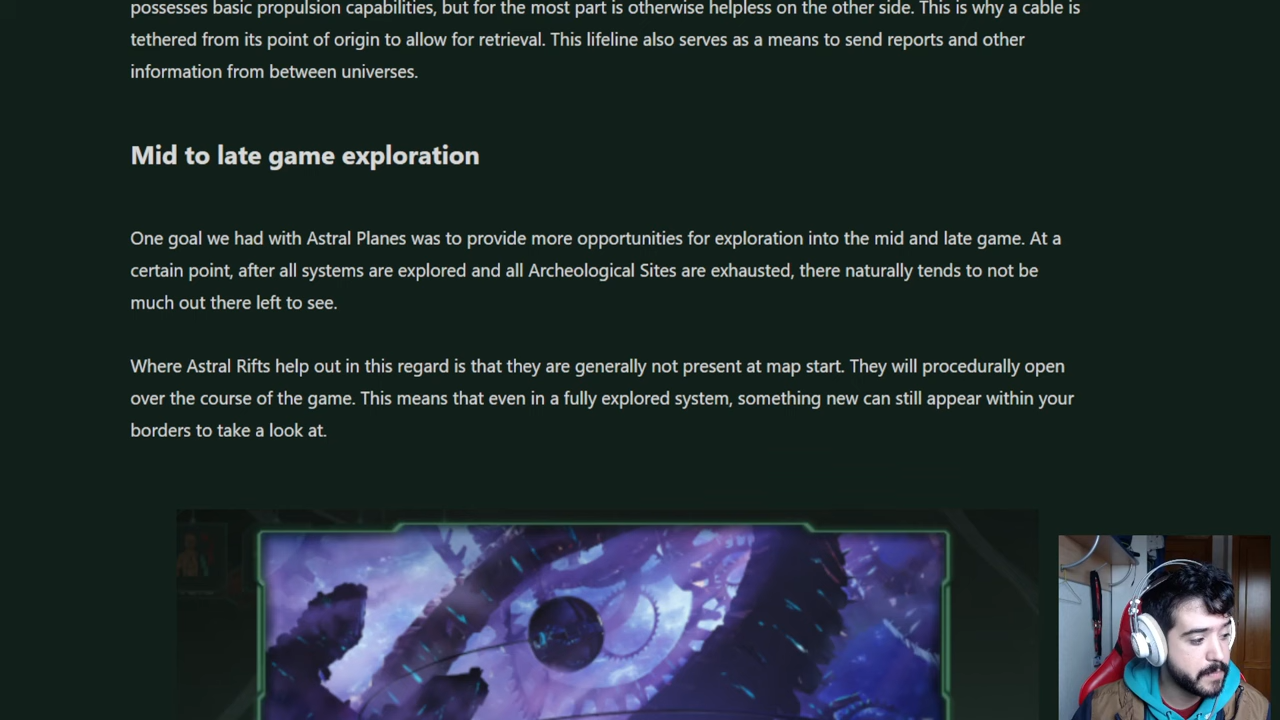 possesses basic propulsion capabilities, but for the most part is otherwise helpless on the other side. This is why a cable is
tethered from its point of origin to allow for retrieval. This lifeline also serves as a means to send reports and other
information from between universes.
Mid to late game exploration
One goal we had with Astral Planes was to provide more opportunities for exploration into the mid and late game. At a
certain point, after all systems are explored and all Archeological Sites are exhausted, there naturally tends to not be
much out there left to see.
Where Astral Rifts help out in this regard is that they are generally not present at map start. They will procedurally open
over the course of the game. This means that even in a fully explored system, something new can still appear within your
borders to take a look at.